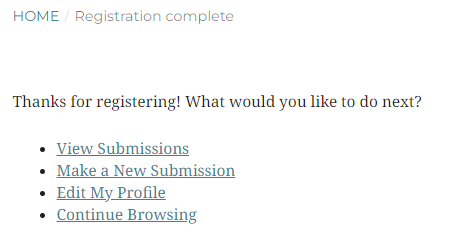 HOME / Registration complete
Thanks for registering! What would you like to do next?
• View Submissions
• Make a New Submission
• Edit My Profile
• Continue Browsing